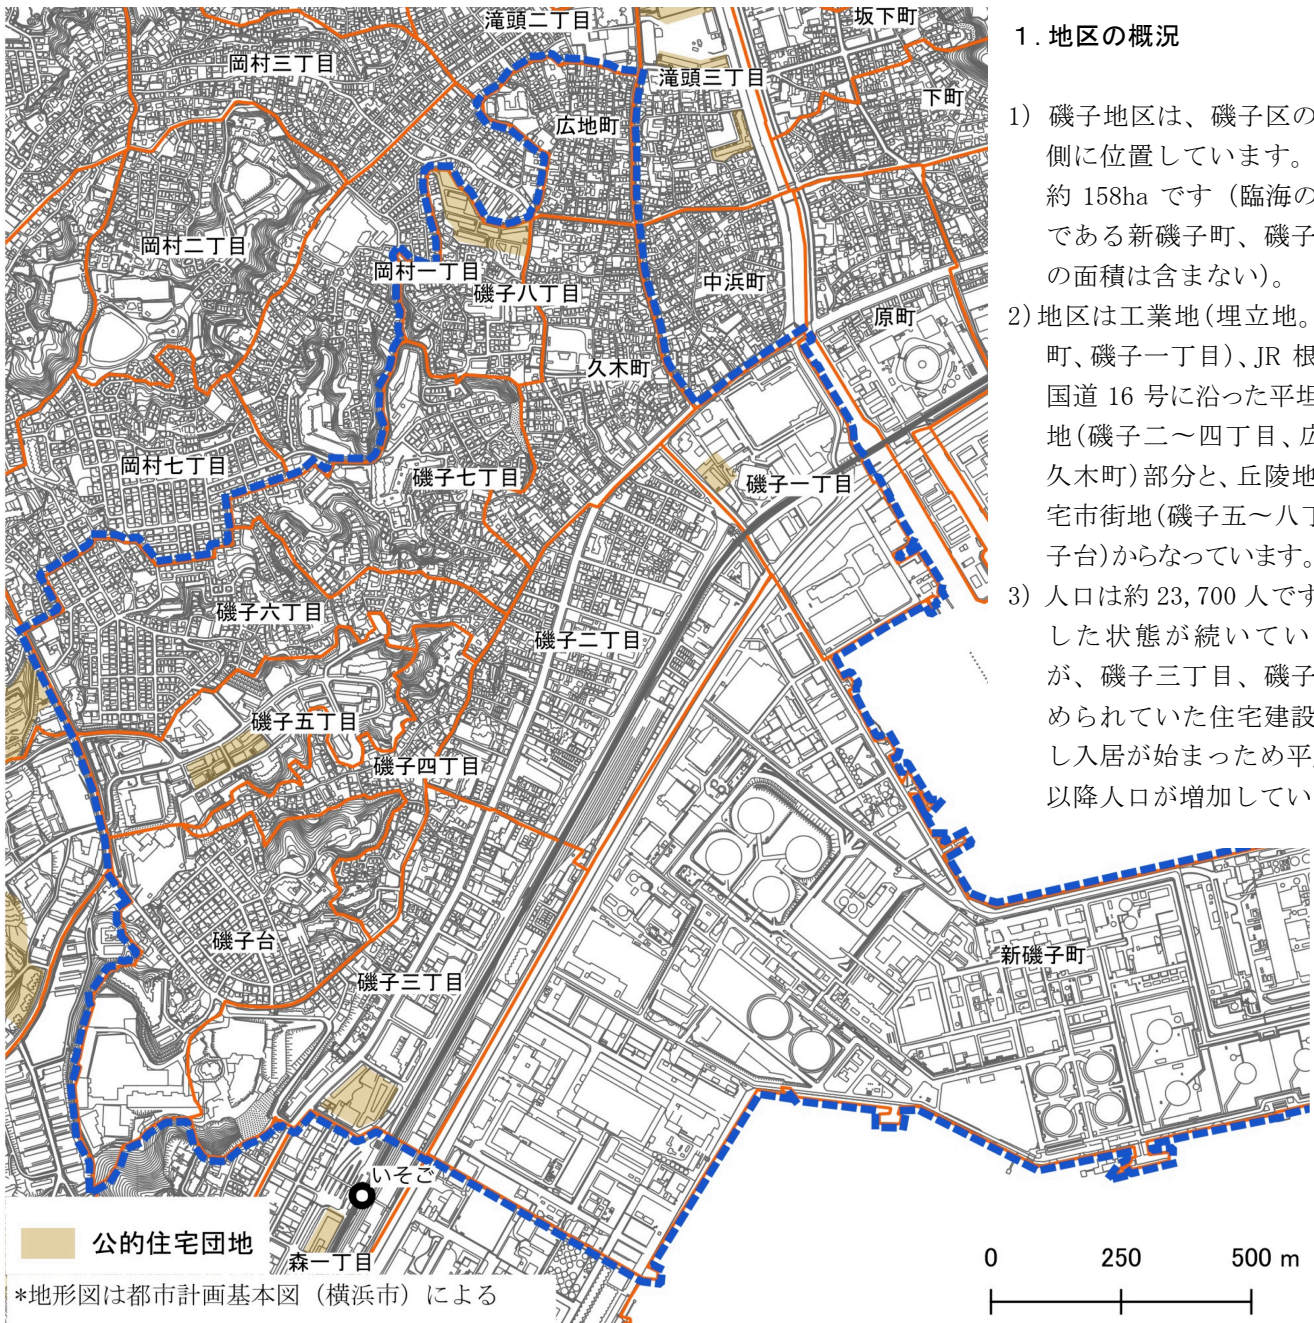 滝頭二丁目
坂下町
岡村三丁目
滝頭三丁目
下町
広地町
岡村二丁目
岡村一丁目
磯子八丁目
中浜町
原町
久木町
岡村七丁目
磯子七丁目
磯子一丁目
磯子六丁目
磯子二丁目
磯子五丁目
磯子四丁目
磯子台
磯子三丁目
新磯子町
いそご
森一丁目
公的住宅団地
*地形図は都市計画基本図（横浜市）による
0 250 500 m
１.地区の概況
1) 磯子地区は、磯子区の
側に位置しています。
約 158ha です（臨海の
である新磯子町、磯子
の面積は含まない）。
2)地区は工業地(埋立地。
町、磯子一丁目)、JR 根
国道 16 号に沿った平坦
地(磯子二～四丁目、広
久木町)部分と、丘陵地
宅市街地(磯子五～八丁
子台)からなっています。
3) 人口は約 23,700 人です
した状態が続いてい
が、磯子三丁目、磯子
められていた住宅建設
し入居が始まっため平
以降人口が増加してい